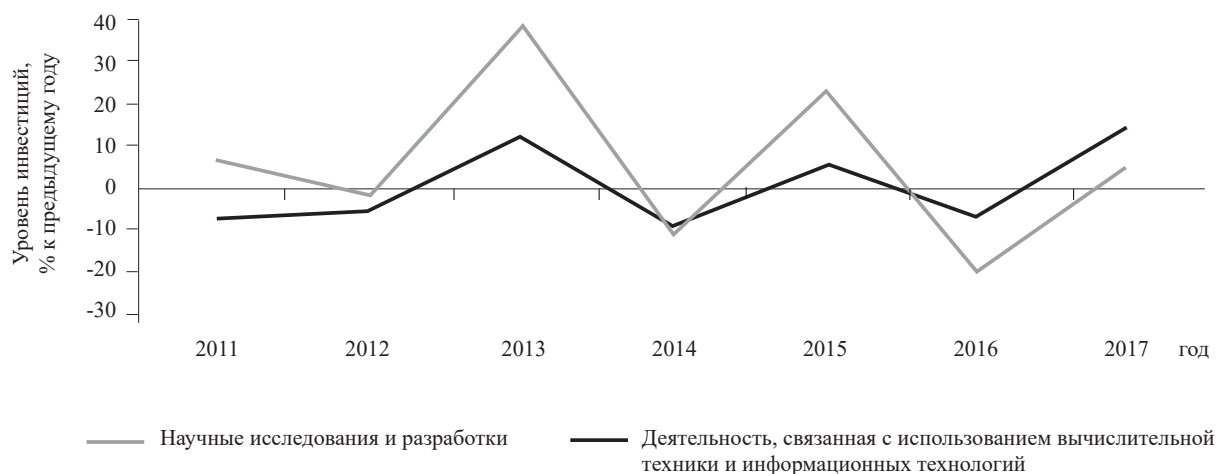 Уровень инвестиций,
% к предыдущему году
40
30
20
10
0
-10
-20
-30
2011 2012 2013 2014 2015 2016 2017 год
Научные исследования и разработки
Деятельность, связанная с использованием вычислительной
техники и информационных технологий